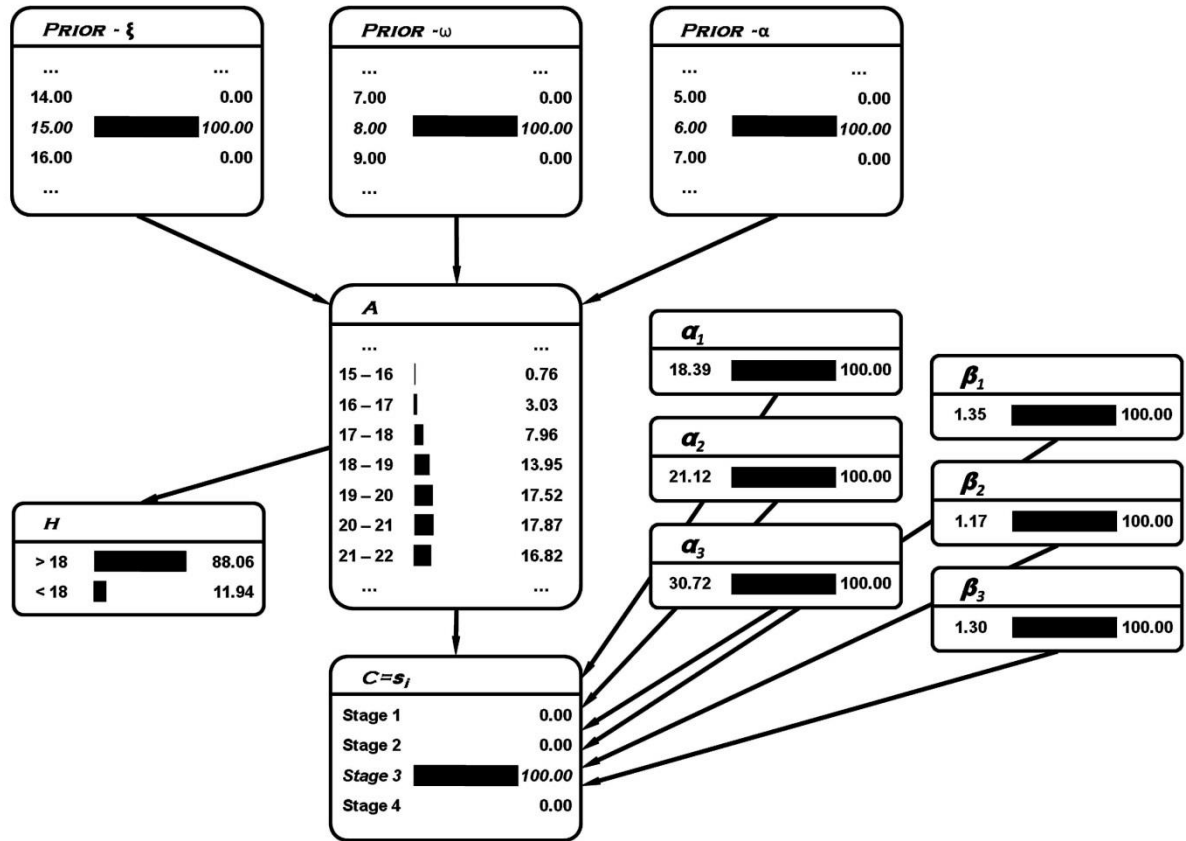 PRIOR - ξ
... ...
14.00 0.00
15.00 100.00
16.00 0.00
...
PRIOR -ω
... ...
7.00 0.00
8.00 100.00
9.00 0.00
...
PRIOR -α
... ...
5.00 0.00
6.00 100.00
7.00 0.00
...
A
... ...
15 – 16 0.76
16 – 17 3.03
17 – 18 7.96
18 – 19 13.95
19 – 20 17.52
20 – 21 17.87
21 – 22 16.82
... ...
α1
18.39 100.00
α2
21.12 100.00
α3
30.72 100.00
β1
1.35 100.00
β2
1.17 100.00
β3
1.30 100.00
H
> 18 88.06
< 18 11.94
C=si
Stage 1 0.00
Stage 2 0.00
Stage 3 100.00
Stage 4 0.00